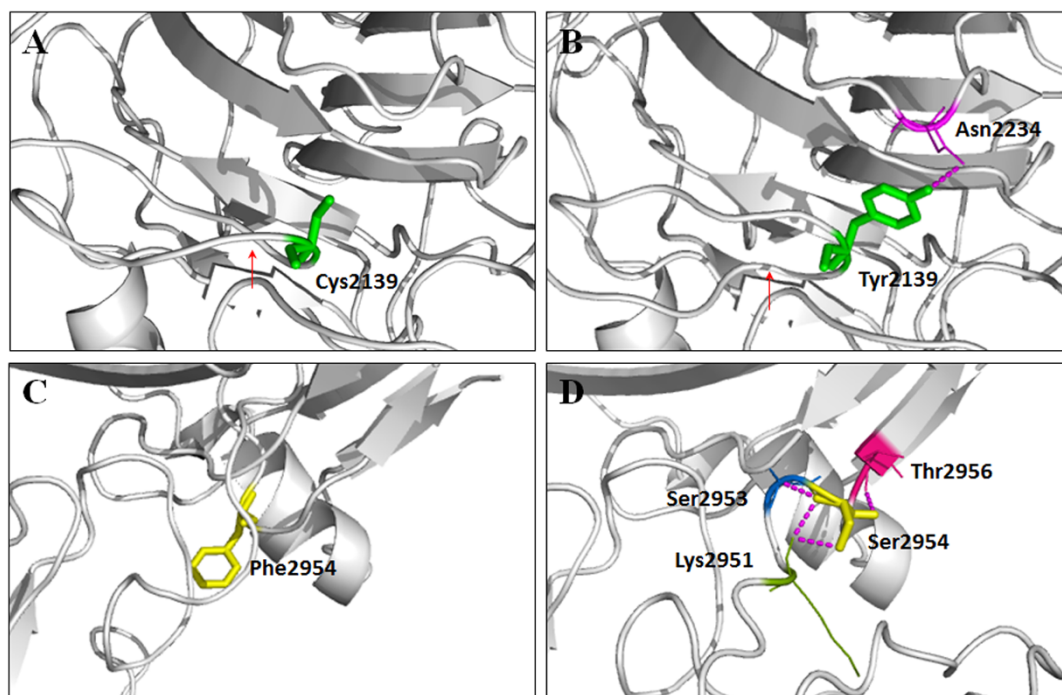 A
Cys2139
B
Asn2234
Tyr2139
C
Phe2954
D
Thr2956
Ser2953
Ser2954
Lys2951